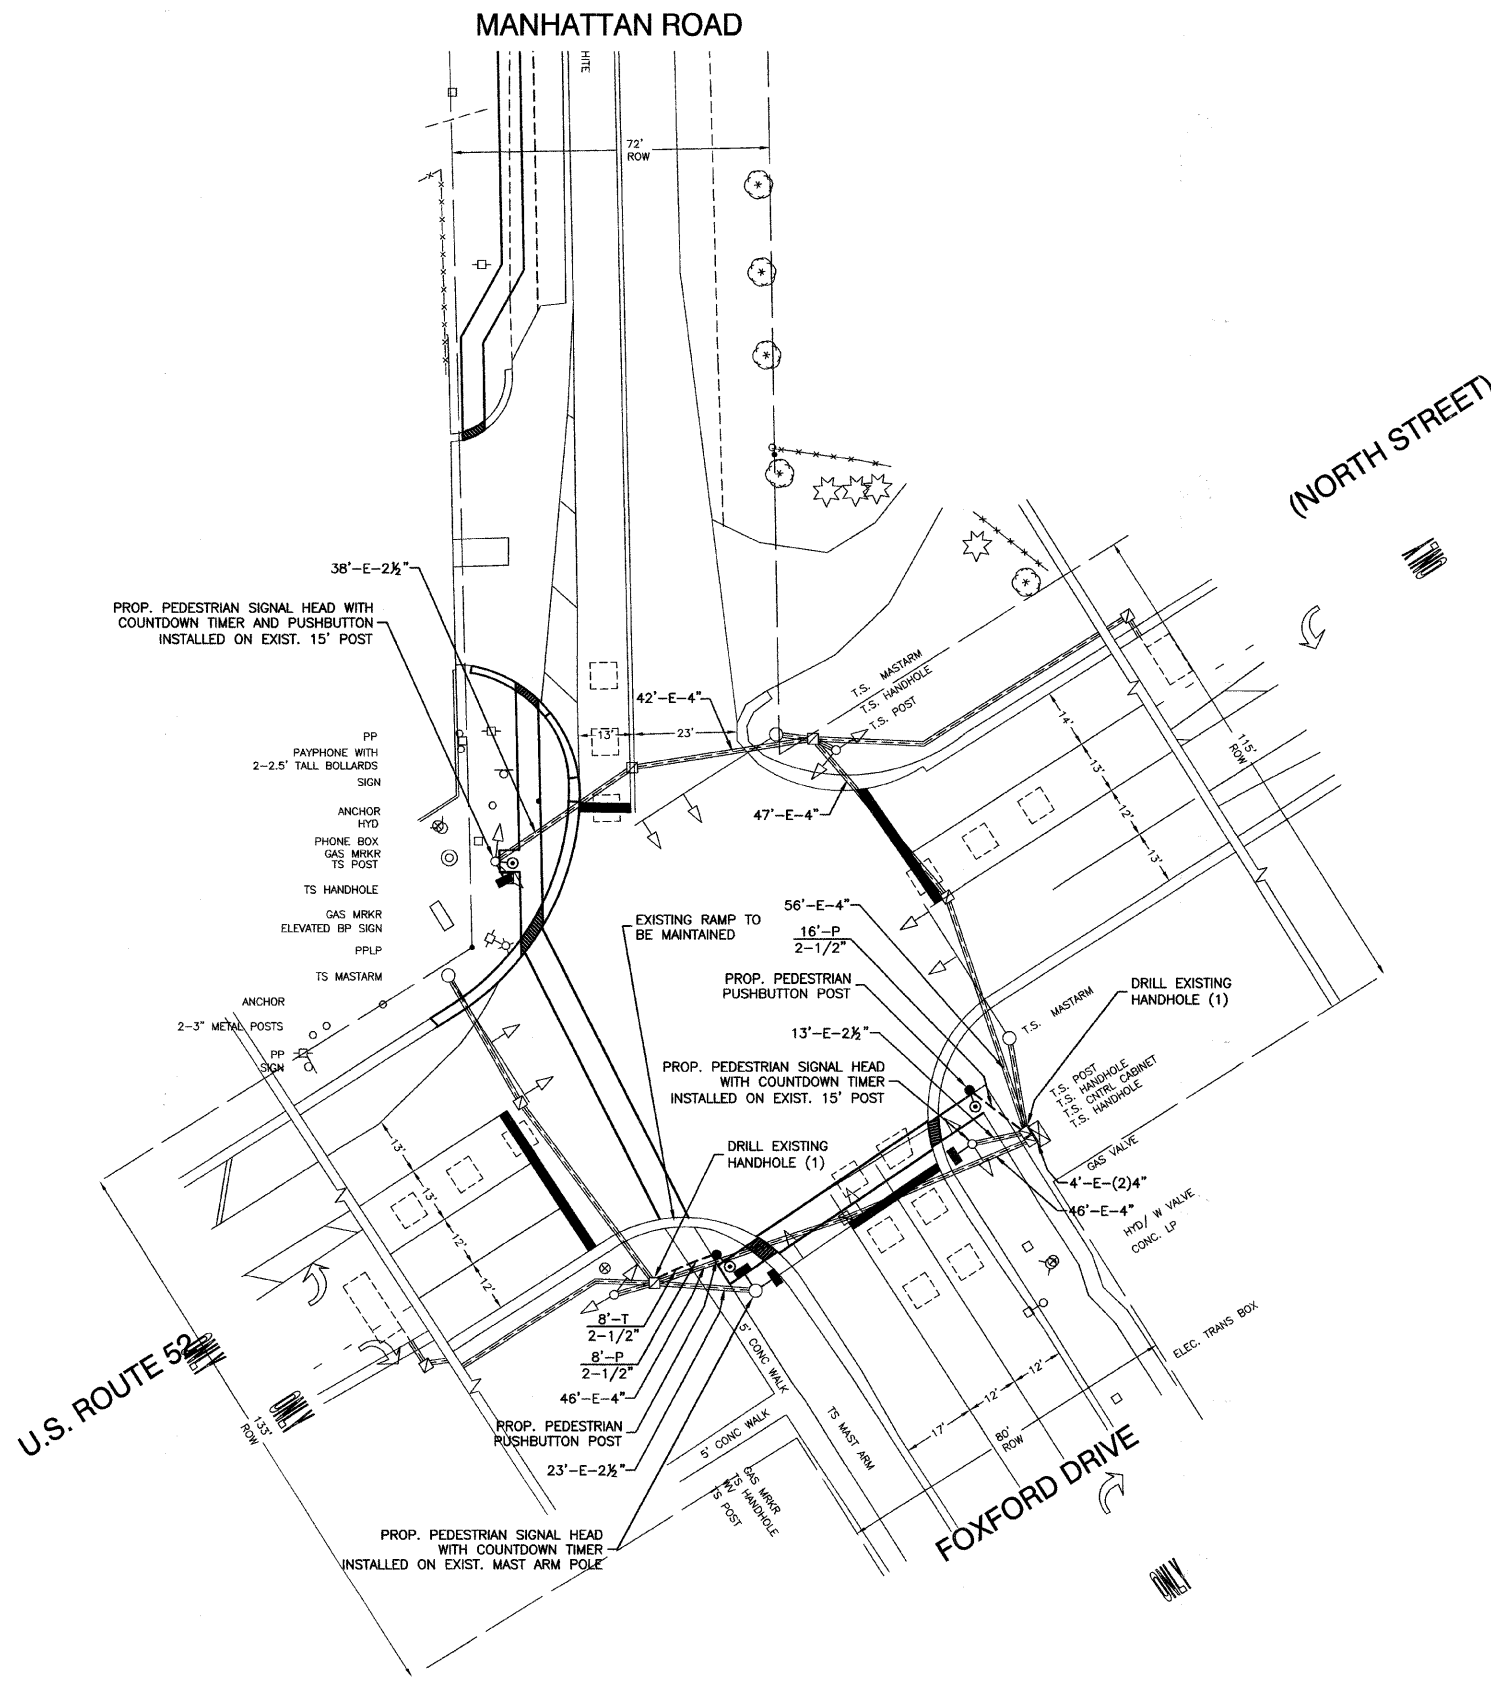 MANHATTAN ROAD
HITE
72'
ROW
(NORTH STREET)
ONLY
38'-E-2½"
PROP. PEDESTRIAN SIGNAL HEAD WITH
COUNTDOWN TIMER AND PUSHBUTTON
INSTALLED ON EXIST. 15' POST
T.S. MASTARM
T.S. HANDHOLE
T.S. POST
42'-E-4"
13'
23'
14'
13'
12'
13'
115'
ROW
PP
PAYPHONE WITH
2-2.5' TALL BOLLARDS
SIGN
ANCHOR
HYD
PHONE BOX
GAS MRKR
TS POST
TS HANDHOLE
GAS MRKR
ELEVATED BP SIGN
PPLP
TS MASTARM
ANCHOR
2-3" METAL POSTS
PP
SIGN
47'-E-4"
EXISTING RAMP TO
BE MAINTAINED
56'-E-4"
16'-P
2-1/2"
PROP. PEDESTRIAN
PUSHBUTTON POST
DRILL EXISTING
HANDHOLE (1)
T.S. MASTARM
13'-E-2½"
PROP. PEDESTRIAN SIGNAL HEAD
WITH COUNTDOWN TIMER
INSTALLED ON EXIST. 15' POST
T.S. POST
T.S. HANDHOLE
T.S. CNTRL CABINET
T.S. HANDHOLE
GAS VALVE
DRILL EXISTING
HANDHOLE (1)
4'-E-(2)4"
46'-E-4"
HYD/ W VALVE
CONC. LP
13'
13'
12'
12'
ELEC. TRANS BOX
8'-T
2-1/2"
8'-P
2-1/2"
46'-E-4"
PROP. PEDESTRIAN
PUSHBUTTON POST
23'-E-2½"
5' CONC WALK
5' CONC WALK
TS MAST ARM
GAS MRKR
TS HANDHOLE
WV
TS POST
17'
12'
12'
80'
ROW
U.S. ROUTE 52
ONLY
ONLY
133'
ROW
FOXFORD DRIVE
ONLY
PROP. PEDESTRIAN SIGNAL HEAD
WITH COUNTDOWN TIMER
INSTALLED ON EXIST. MAST ARM POLE